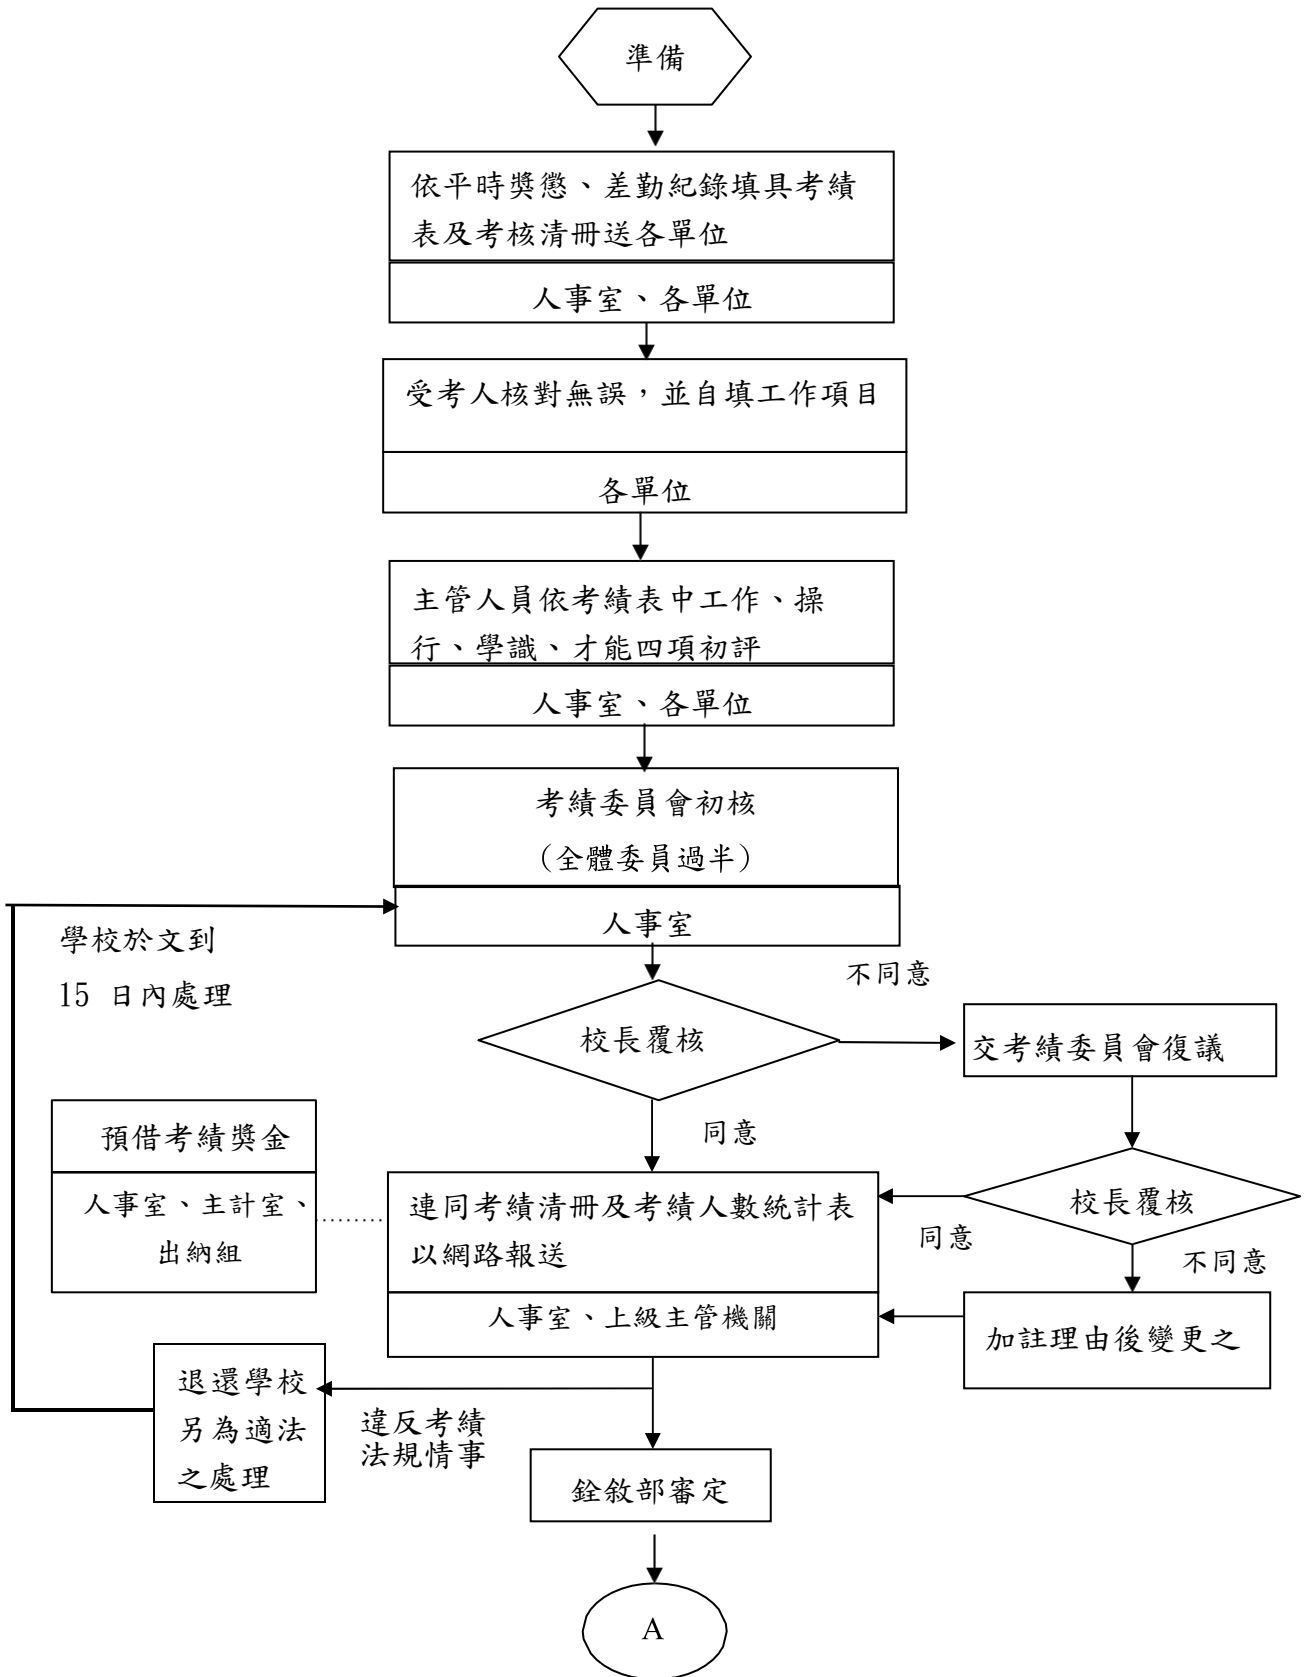 準備
依平時獎懲、差勤紀錄填具考績
表及考核清冊送各單位
人事室、各單位
受考人核對無誤，並自填工作項目
各單位
主管人員依考績表中工作、操
行、學識、才能四項初評
人事室、各單位
考績委員會初核
(全體委員過半)
人事室
學校於文到
15 日內處理
不同意
校長覆核
交考績委員會復議
同意
預借考績獎金
人事室、主計室、
出納組
連同考績清冊及考績人數統計表
以網路報送
人事室、上級主管機關
校長覆核
同意
不同意
加註理由後變更之
退還學校
另為適法
之處理
違反考績
法規情事
銓敘部審定
A